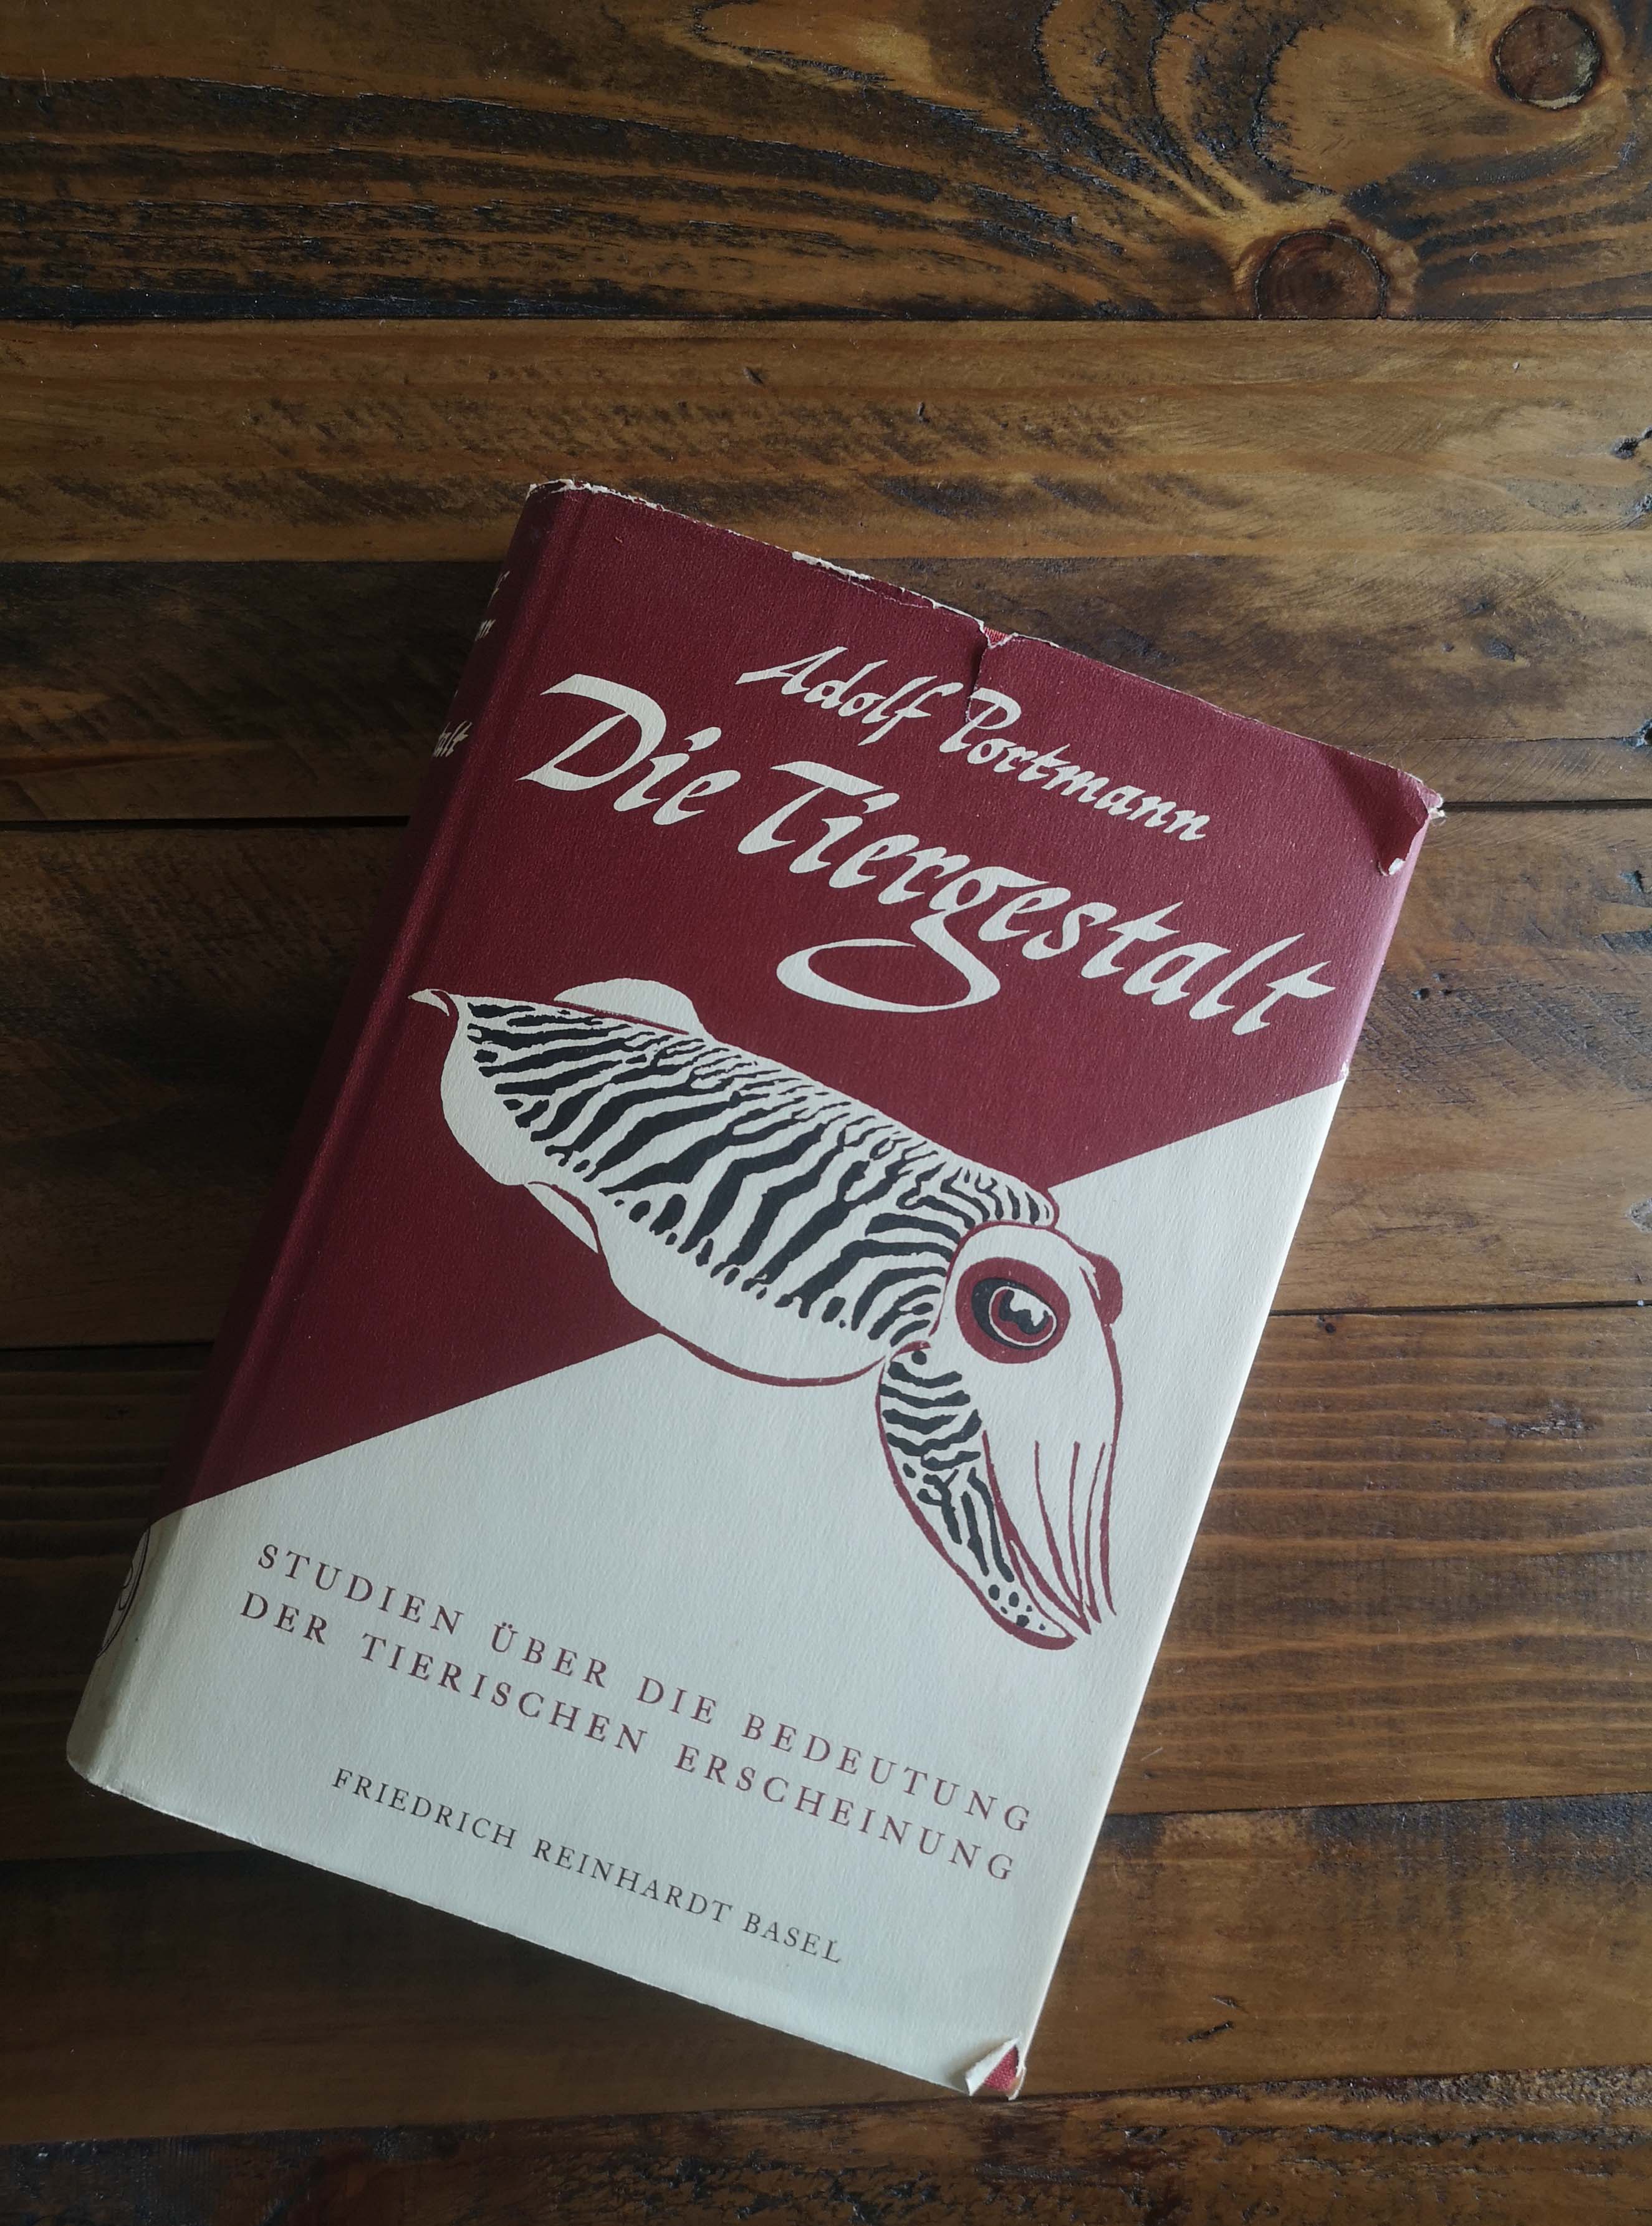 Adolf Portmann
Die Tiergestalt
STUDIEN ÜBER DIE BEDEUTUNG
DER TIERISCHEN ERSCHEINUNG
FRIEDRICH REINHARDT BASEL